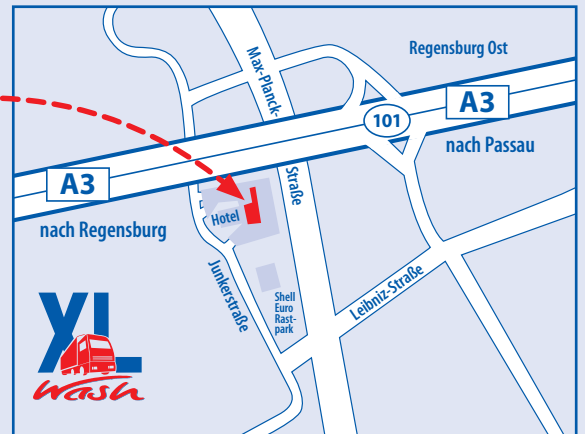 Regensburg Ost
Max-Planck-
Straße
A3
101
nach Passau
A3
nach Regensburg
Hotel
Junkerstraße
Shell
Euro
Rast-
park
Leibniz-Straße
XL
Wash